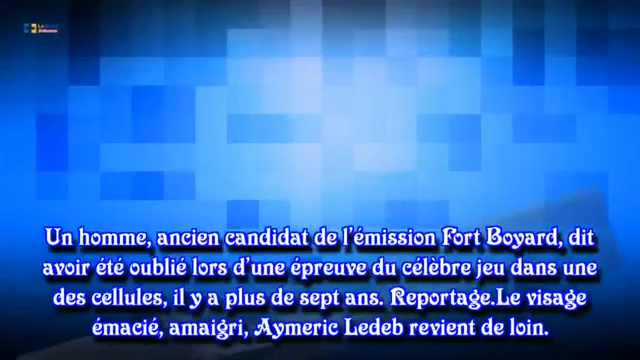 Un homme, ancien candidat de l'émission Fort Boyard, dit
avoir été oublié lors d'une épreuve du célèbre jeu dans une
des cellules, il y a plus de sept ans. Reportage.Le visage
émacié, amaigri, Aymeric Ledeb revient de loin.